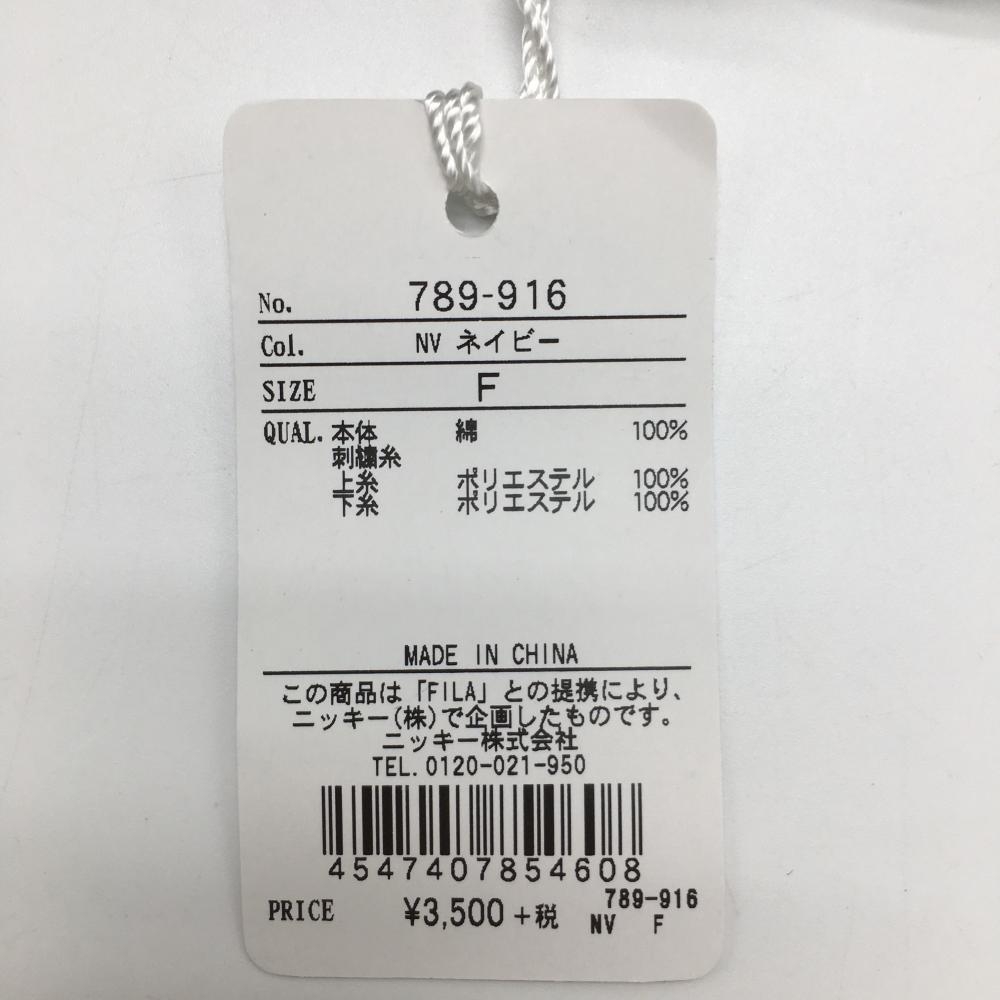 No. 789-916
Col. NV ネイビー
SIZE F
QUAL. 本体 綿 100%
刺繍糸
上糸 ポリエステル 100%
下糸 ポリエステル 100%
MADE IN CHINA
この商品は「FILA」との提携により、
ニッキー(株)で企画したものです。
ニッキー株式会社
TEL.0120-021-950
4547407854608
PRICE ¥3,500+税
789-916
NV F